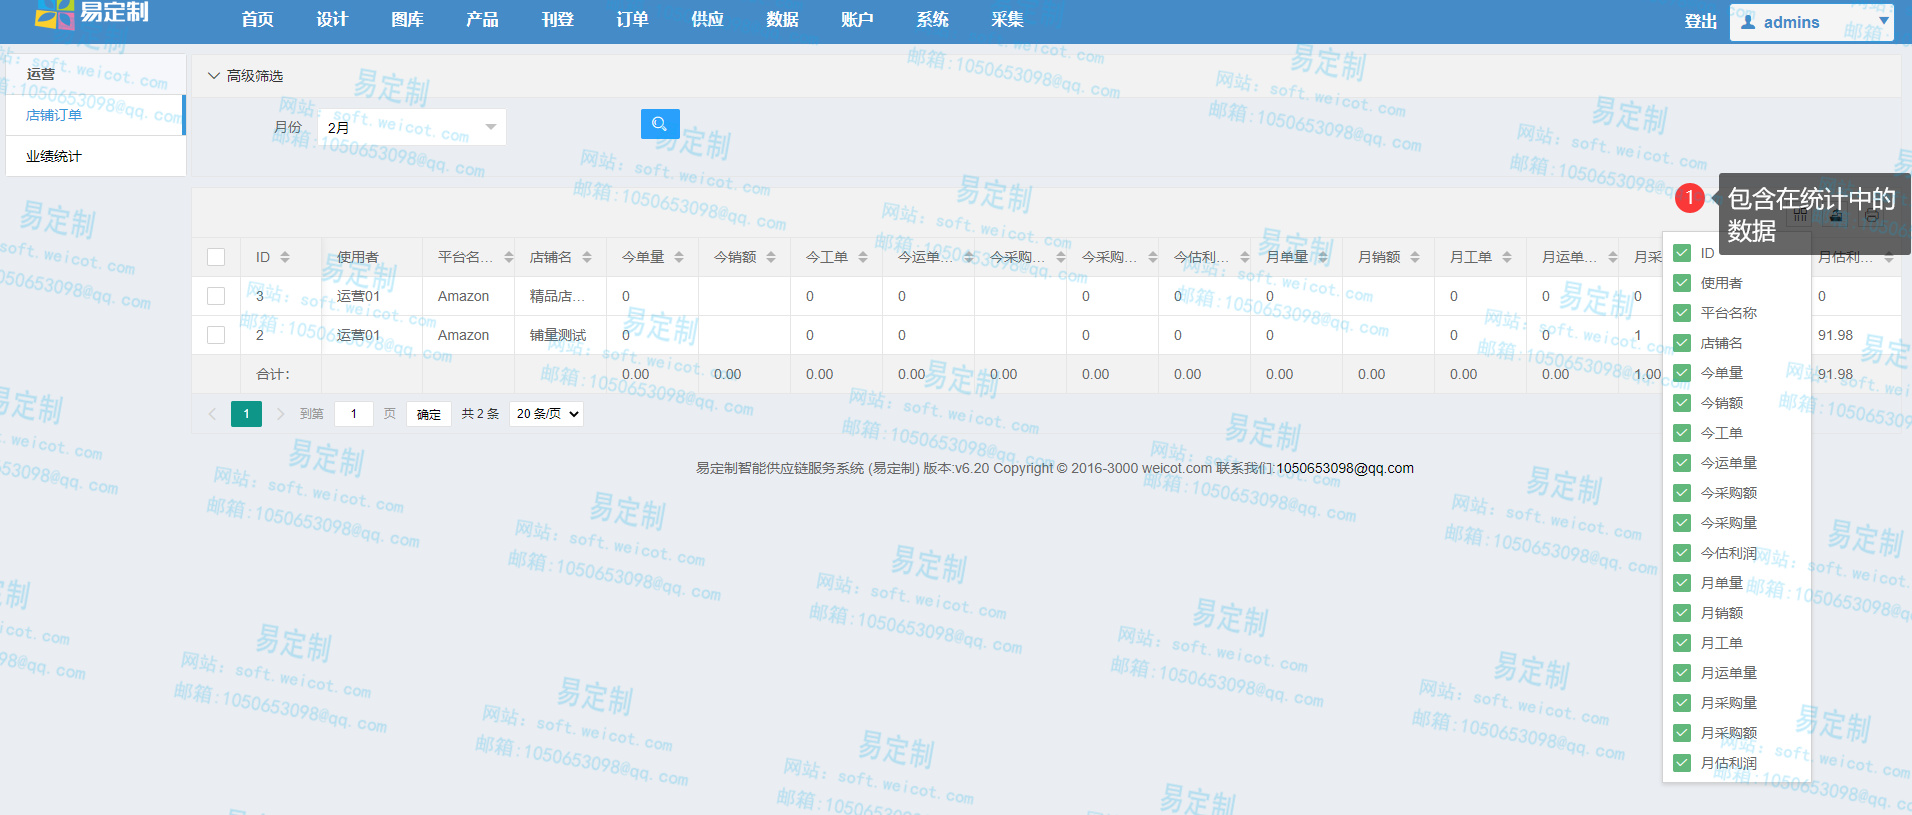 易定制 首页 设计 图库 产品 刊登 订单 供应 数据 账户 系统 采集 登出 admins
运营
店铺订单
业绩统计
高级筛选
月份 2月
1 包含在统计中的
数据
ID 使用者 平台名... 店铺名 今单量 今销额 今工单 今运单... 今采购... 今采购... 今估利... 月单量 月销额 月工单 月运单... 月采 月估利...
3 运营01 Amazon 精品店... 0 0 0 0 0 0 0 0 0 0
2 运营01 Amazon 铺量测试 0 0 0 0 0 0 0 0 1 91.98
合计： 0.00 0.00 0.00 0.00 0.00 0.00 0.00 0.00 0.00 0.00 0.00 1.00 91.98
1 到第 1 页 确定 共 2 条 20 条/页
ID
使用者
平台名称
店铺名
今单量
今销额
今工单
今运单量
今采购额
今采购量
今估利润
月单量
月销额
月工单
月运单量
月采购量
月采购额
月估利润
易定制智能供应链服务系统 (易定制) 版本:v6.20 Copyright © 2016-3000 weicot.com 联系我们:1050653098@qq.com
易定制
网站: soft.weicot.com
邮箱:1050653098@qq.com